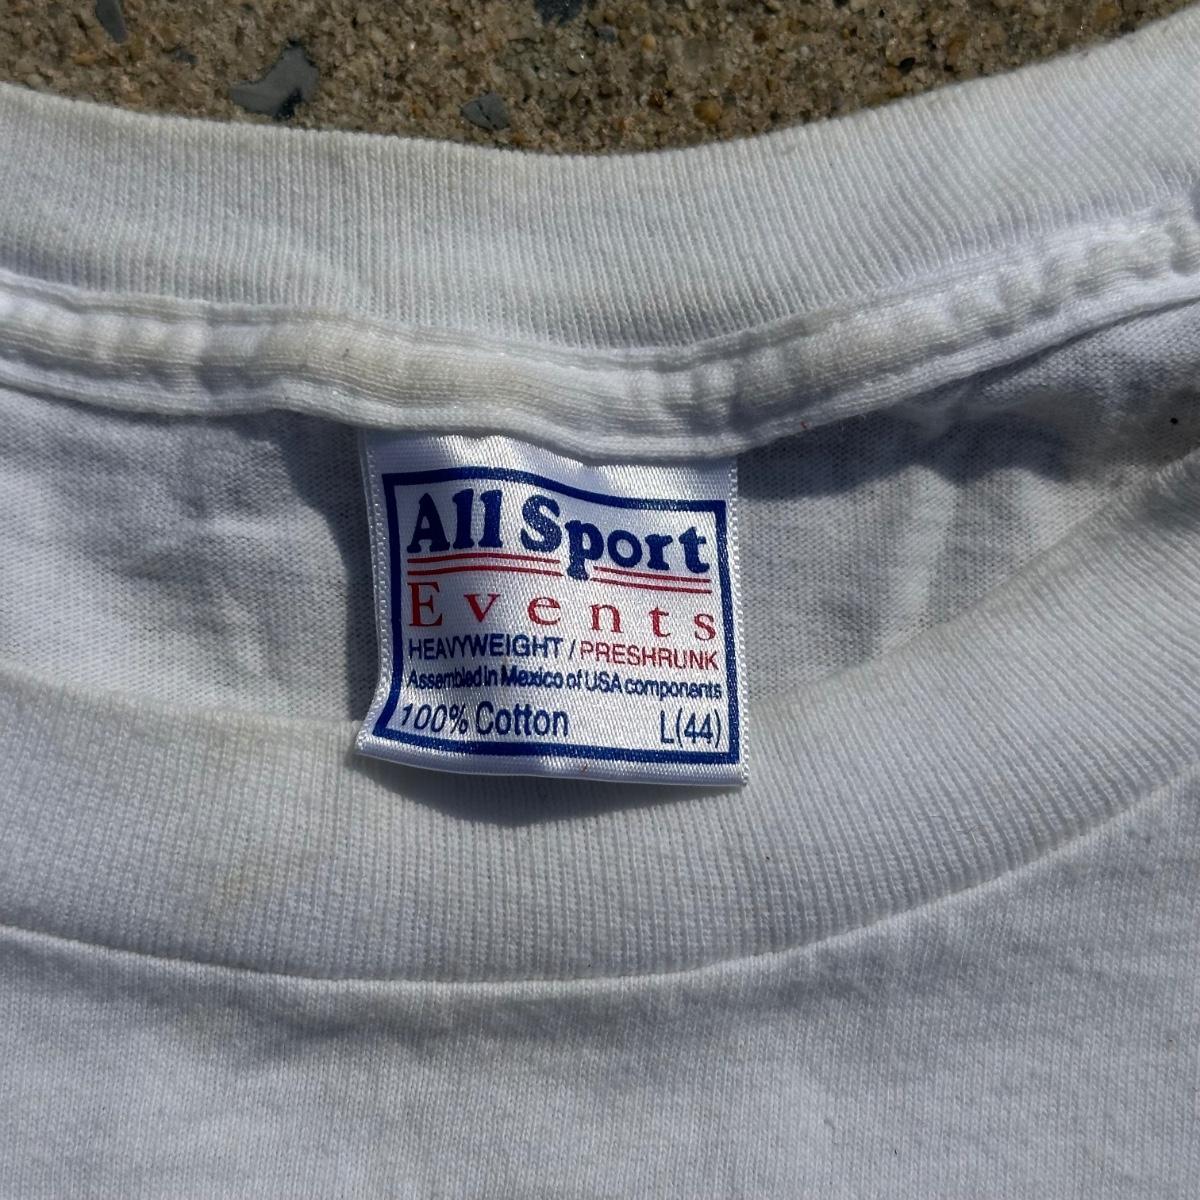 All Sport
Events
HEAVYWEIGHT / PRESHRUNK
Assembled in Mexico of USA components
100% Cotton L(44)